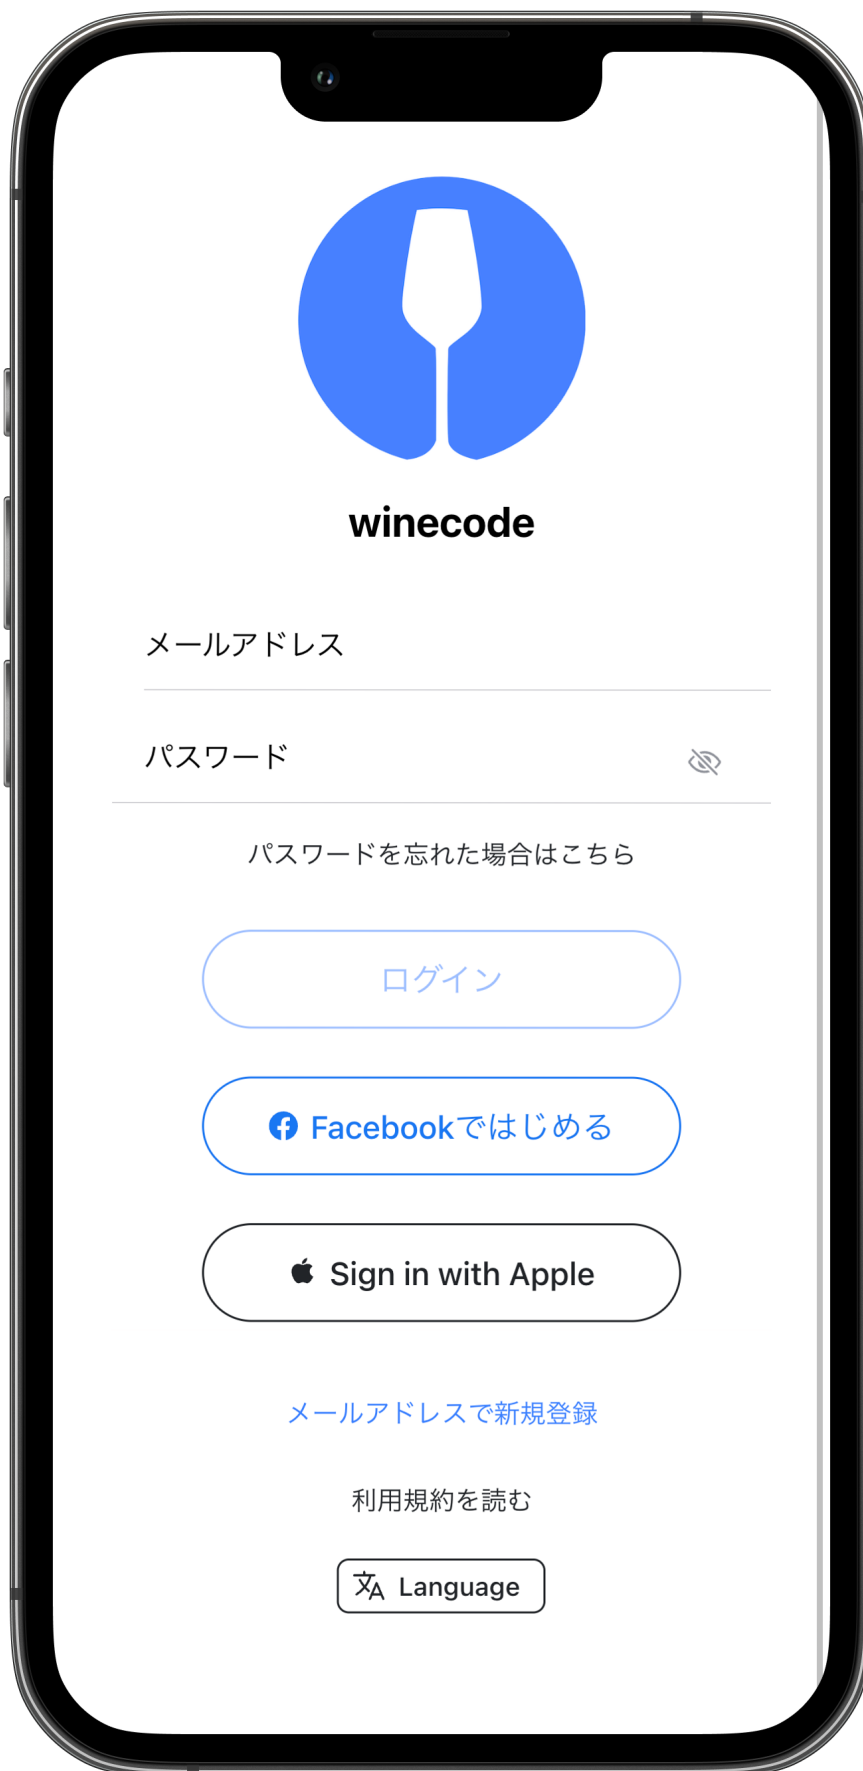 winecode
メールアドレス
パスワード
パスワードを忘れた場合はこちら
ログイン
Facebookではじめる
Sign in with Apple
メールアドレスで新規登録
利用規約を読む
Language